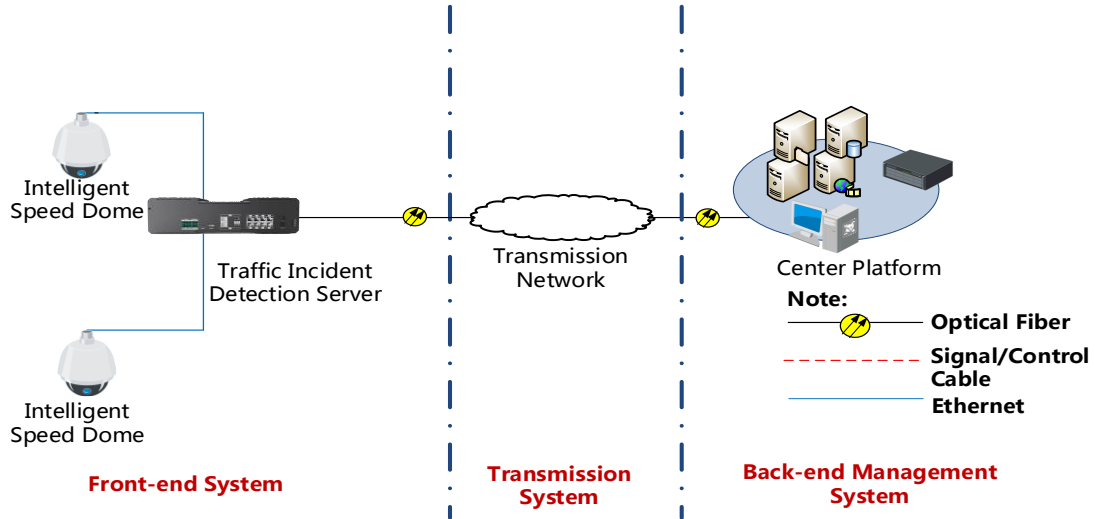 Intelligent
Speed Dome
Traffic Incident
Detection Server
Intelligent
Speed Dome
Transmission
Network
Center Platform
Note:
Optical Fiber
Signal/Control
Cable
Ethernet
Front-end System
Transmission
System
Back-end Management
System